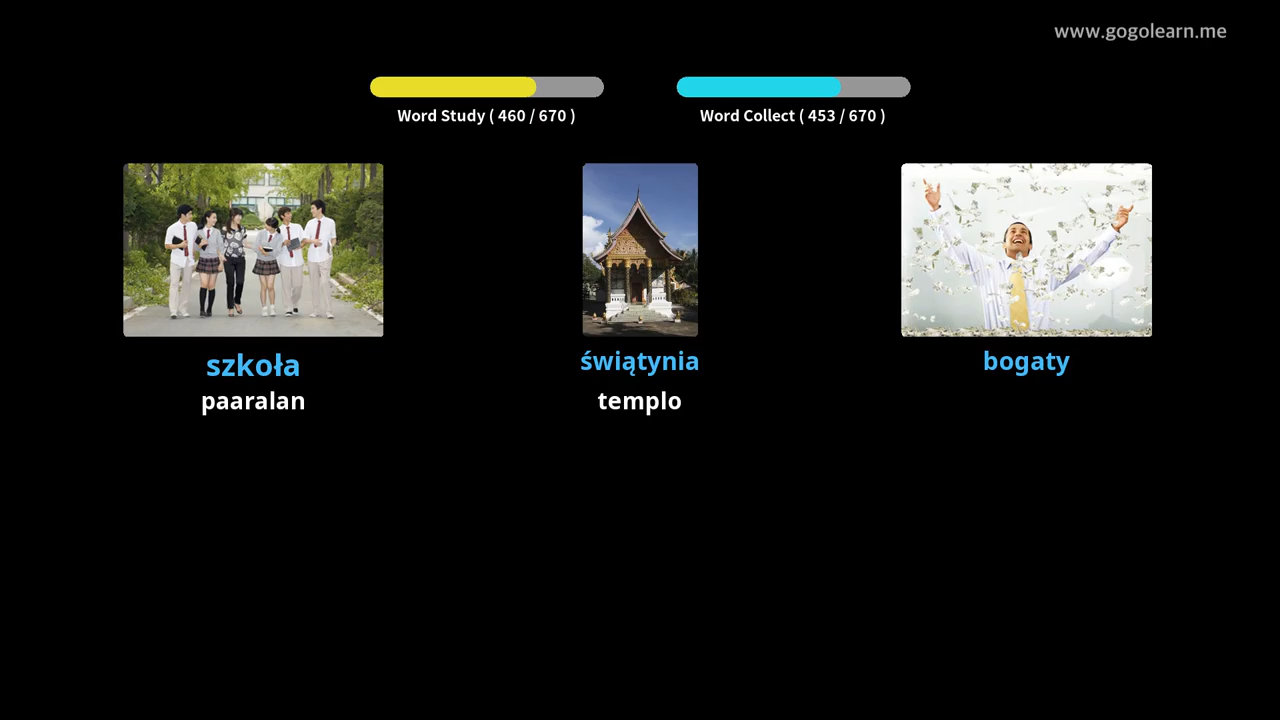 www.gogolearn.me
Word Study ( 460 / 670 )
Word Collect ( 453 / 670 )
szkoła
paaralan
świątynia
templo
bogaty